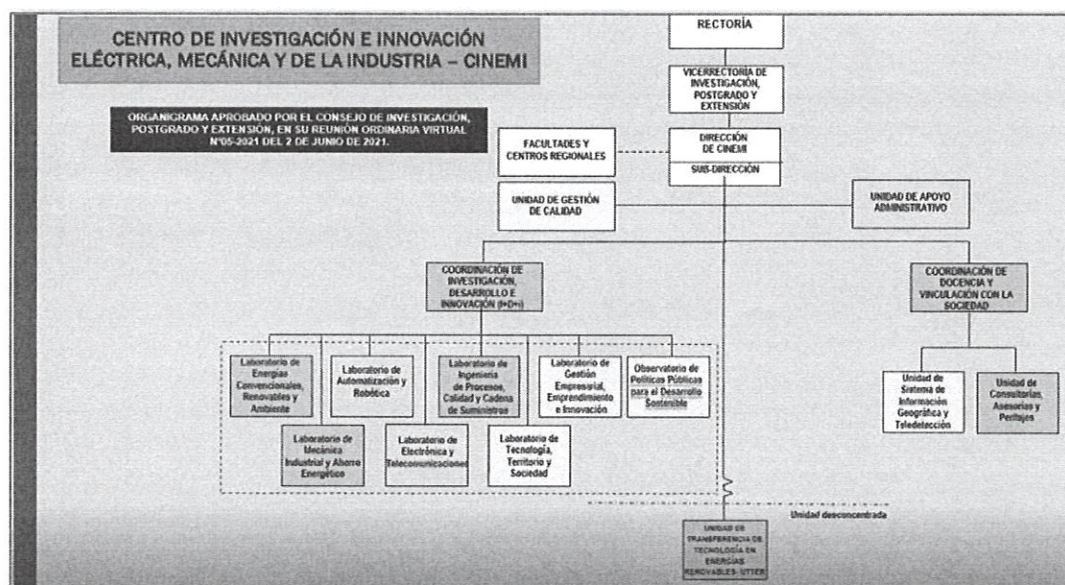 CENTRO DE INVESTIGACIÓN E INNOVACIÓN
ELÉCTRICA, MECÁNICA Y DE LA INDUSTRIA – CINEMI
ORGANIGRAMA APROBADO POR EL CONSEJO DE INVESTIGACIÓN,
POSTGRADO Y EXTENSIÓN, EN SU REUNIÓN ORDINARIA VIRTUAL
N°05-2021 DEL 2 DE JUNIO DE 2021.
RECTORÍA
VICERRECTORÍA DE
INVESTIGACIÓN,
POSTGRADO Y
EXTENSIÓN
FACULTADES Y
CENTROS REGIONALES
DIRECCIÓN
DE CINEMI
SUB-DIRECCIÓN
UNIDAD DE GESTIÓN
DE CALIDAD
UNIDAD DE APOYO
ADMINISTRATIVO
COORDINACIÓN DE
INVESTIGACIÓN,
DESARROLLO E
INNOVACIÓN (I+D+i)
COORDINACIÓN DE
DOCENCIA Y
VINCULACIÓN CON LA
SOCIEDAD
Laboratorio de
Energías
Convencionales,
Renovables y
Ambiente
Laboratorio de
Automatización y
Robótica
Laboratorio de
Ingeniería
de Procesos,
Calidad y Cadena
de Suministros
Laboratorio de
Gestión
Empresarial,
Emprendimiento
e Innovación
Observatorio de
Políticas Públicas
para el Desarrollo
Sostenible
Unidad de
Sistema de
Información
Geográfica y
Teledetección
Unidad de
Consultorías,
Asesorías y
Peritajes
Laboratorio de
Mecánica
Industrial y Ahorro
Energético
Laboratorio de
Electrónica y
Telecomunicaciones
Laboratorio de
Tecnología,
Territorio y
Sociedad
Unidad desconcentrada
UNIDAD DE
TRANSFERENCIA DE
TECNOLOGÍA EN
ENERGÍAS
RENOVABLES- UTTER